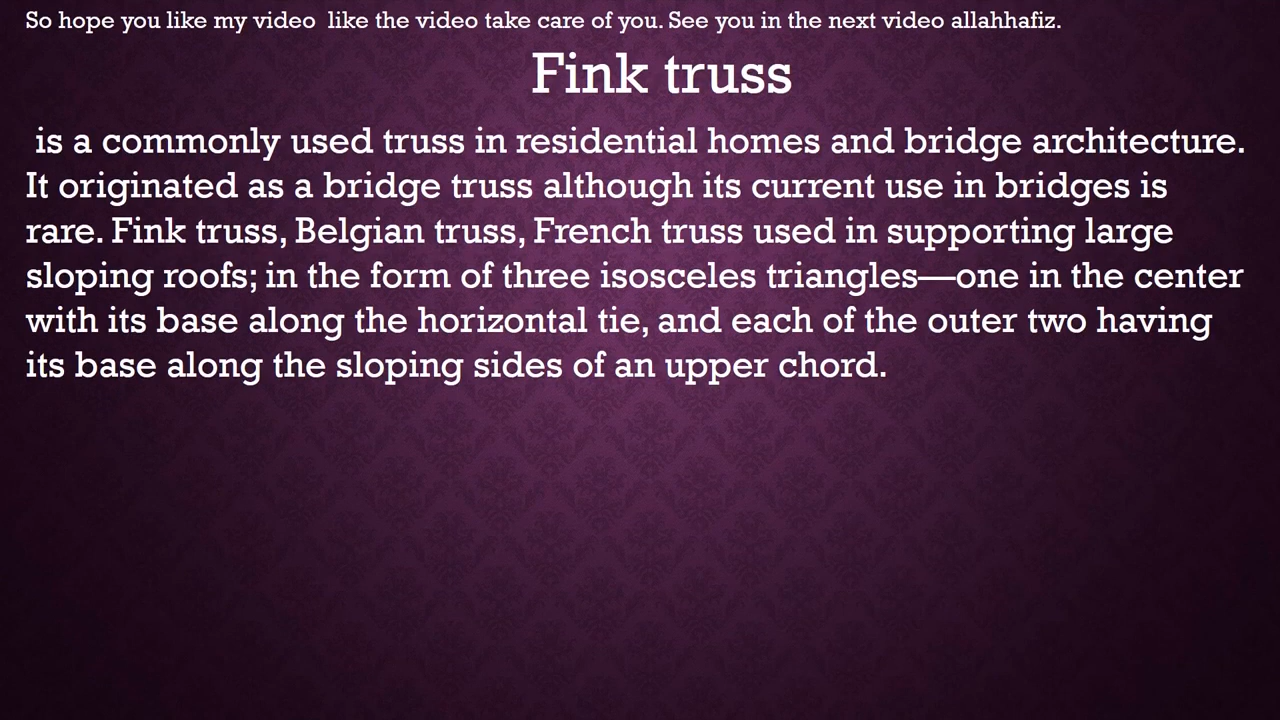 So hope you like my video  like the video take care of you. See you in the next video allahhafiz.
Fink truss
is a commonly used truss in residential homes and bridge architecture.
It originated as a bridge truss although its current use in bridges is
rare. Fink truss, Belgian truss, French truss used in supporting large
sloping roofs; in the form of three isosceles triangles—one in the center
with its base along the horizontal tie, and each of the outer two having
its base along the sloping sides of an upper chord.